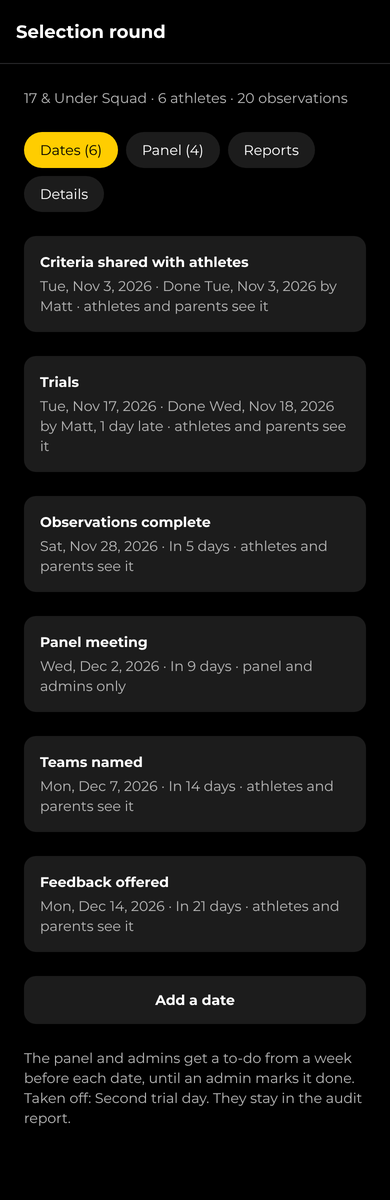 Selection round
17 & Under Squad · 6 athletes · 20 observations
Dates (6)
Panel (4)
Reports
Details
Criteria shared with athletes
Tue, Nov 3, 2026 · Done Tue, Nov 3, 2026 by
Matt · athletes and parents see it
Trials
Tue, Nov 17, 2026 · Done Wed, Nov 18, 2026
by Matt, 1 day late · athletes and parents see
it
Observations complete
Sat, Nov 28, 2026 · In 5 days · athletes and
parents see it
Panel meeting
Wed, Dec 2, 2026 · In 9 days · panel and
admins only
Teams named
Mon, Dec 7, 2026 · In 14 days · athletes and
parents see it
Feedback offered
Mon, Dec 14, 2026 · In 21 days · athletes and
parents see it
Add a date
The panel and admins get a to-do from a week
before each date, until an admin marks it done.
Taken off: Second trial day. They stay in the audit
report.